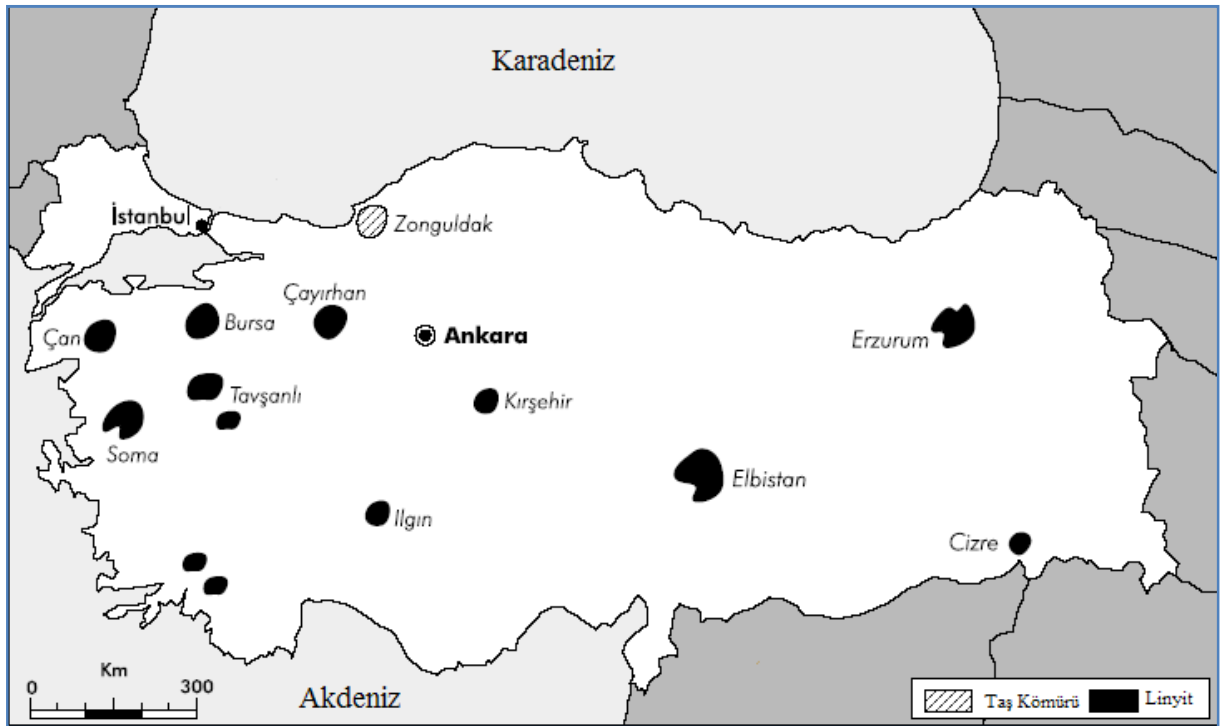 Karadeniz
İstanbul
Zonguldak
Çayırhan
Bursa
Çan
Ankara
Erzurum
Tavşanlı
Kırşehir
Soma
Elbistan
Ilgın
Cizre
Km
0 300
Akdeniz
Taş Kömürü Linyit